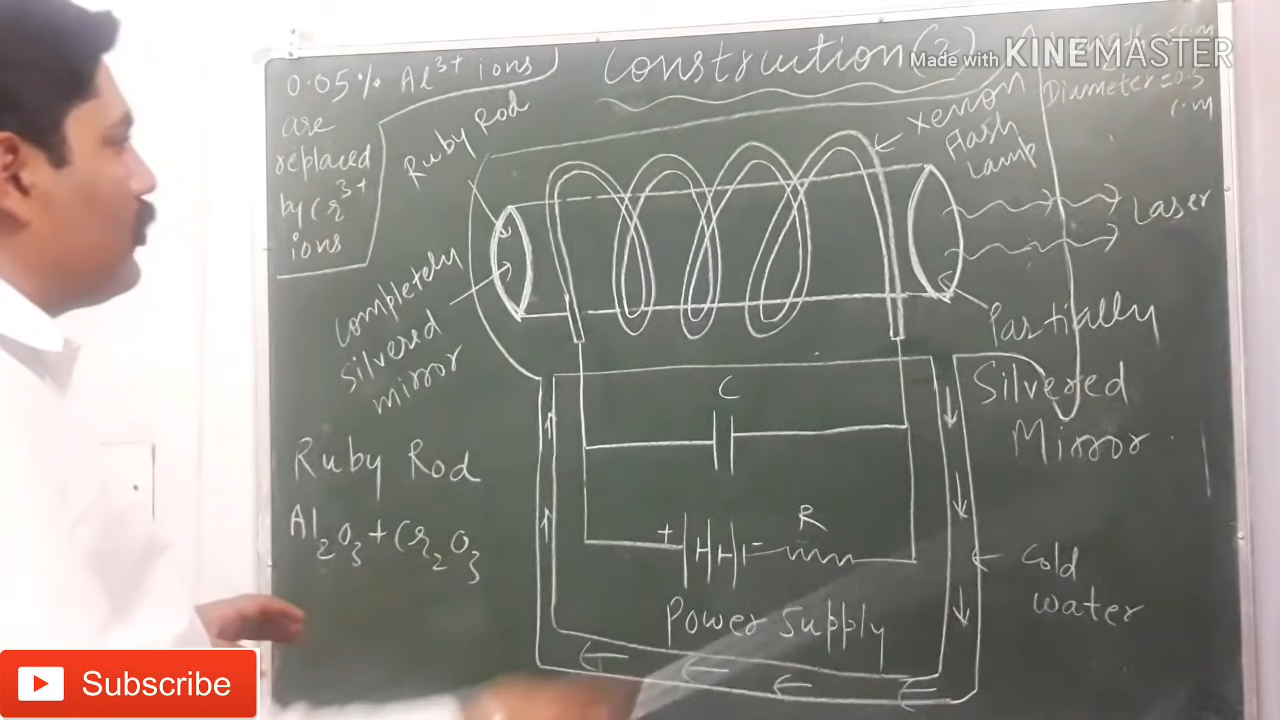 0.05% Al3+ ions
are
replaced
by Cr3+
ions
Construction (2)
Made with KINEMASTER
Diameter = 0.5
cm
Ruby Rod
Xenon
Flash
Lamp
Laser
completely
silvered
mirror
Partially
Silvered
Mirror
C
Ruby Rod
Al2O3 + Cr2O3
+
-
R
Power Supply
Cold
water
Subscribe